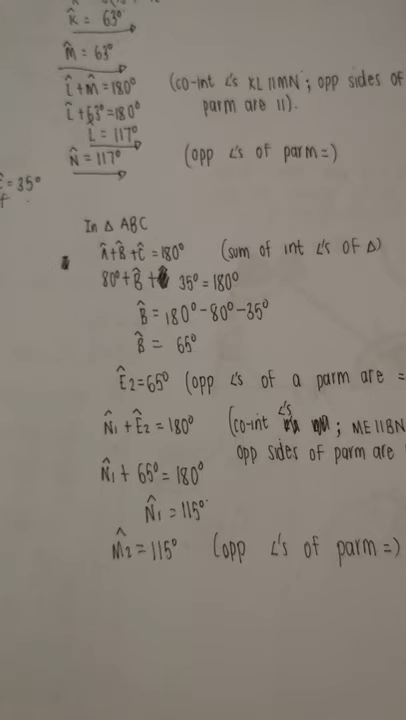 K̂ = 63°
M̂ = 63°
L̂ + M̂ = 180° (co-int ∠'s KL II MN ; opp sides of
parm are II).
L̂ + 63° = 180°
L = 117°
N̂ = 117° (opp ∠'s of parm =)
= 35°
In △ ABC
Â + B̂ + Ĉ = 180° (sum of int ∠'s of △)
80° + B̂ + 35° = 180°
B̂ = 180° - 80° - 35°
B̂ = 65°
Ê2 = 65° (opp ∠'s of a parm are =
N̂1 + Ê2 = 180° (co-int ∠'s ; ME II BN
opp sides of parm are
N̂1 + 65° = 180°
N̂1 = 115°
M̂2 = 115° (opp ∠'s of parm =)